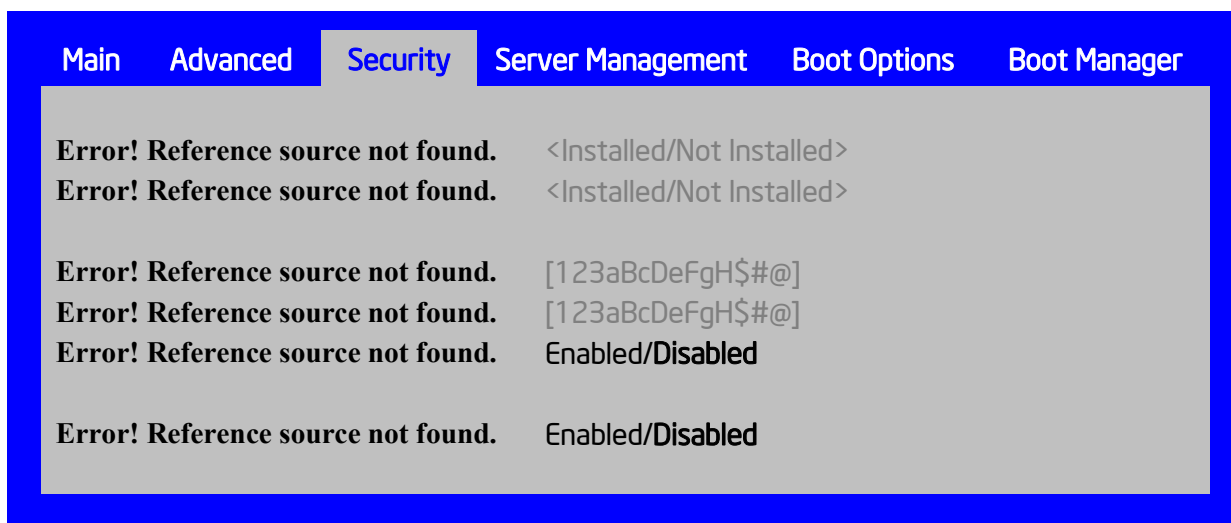 Main Advanced Security Server Management Boot Options Boot Manager
Error! Reference source not found. <Installed/Not Installed>
Error! Reference source not found. <Installed/Not Installed>
Error! Reference source not found. [123aBcDeFgH$#@]
Error! Reference source not found. [123aBcDeFgH$#@]
Error! Reference source not found. Enabled/Disabled
Error! Reference source not found. Enabled/Disabled